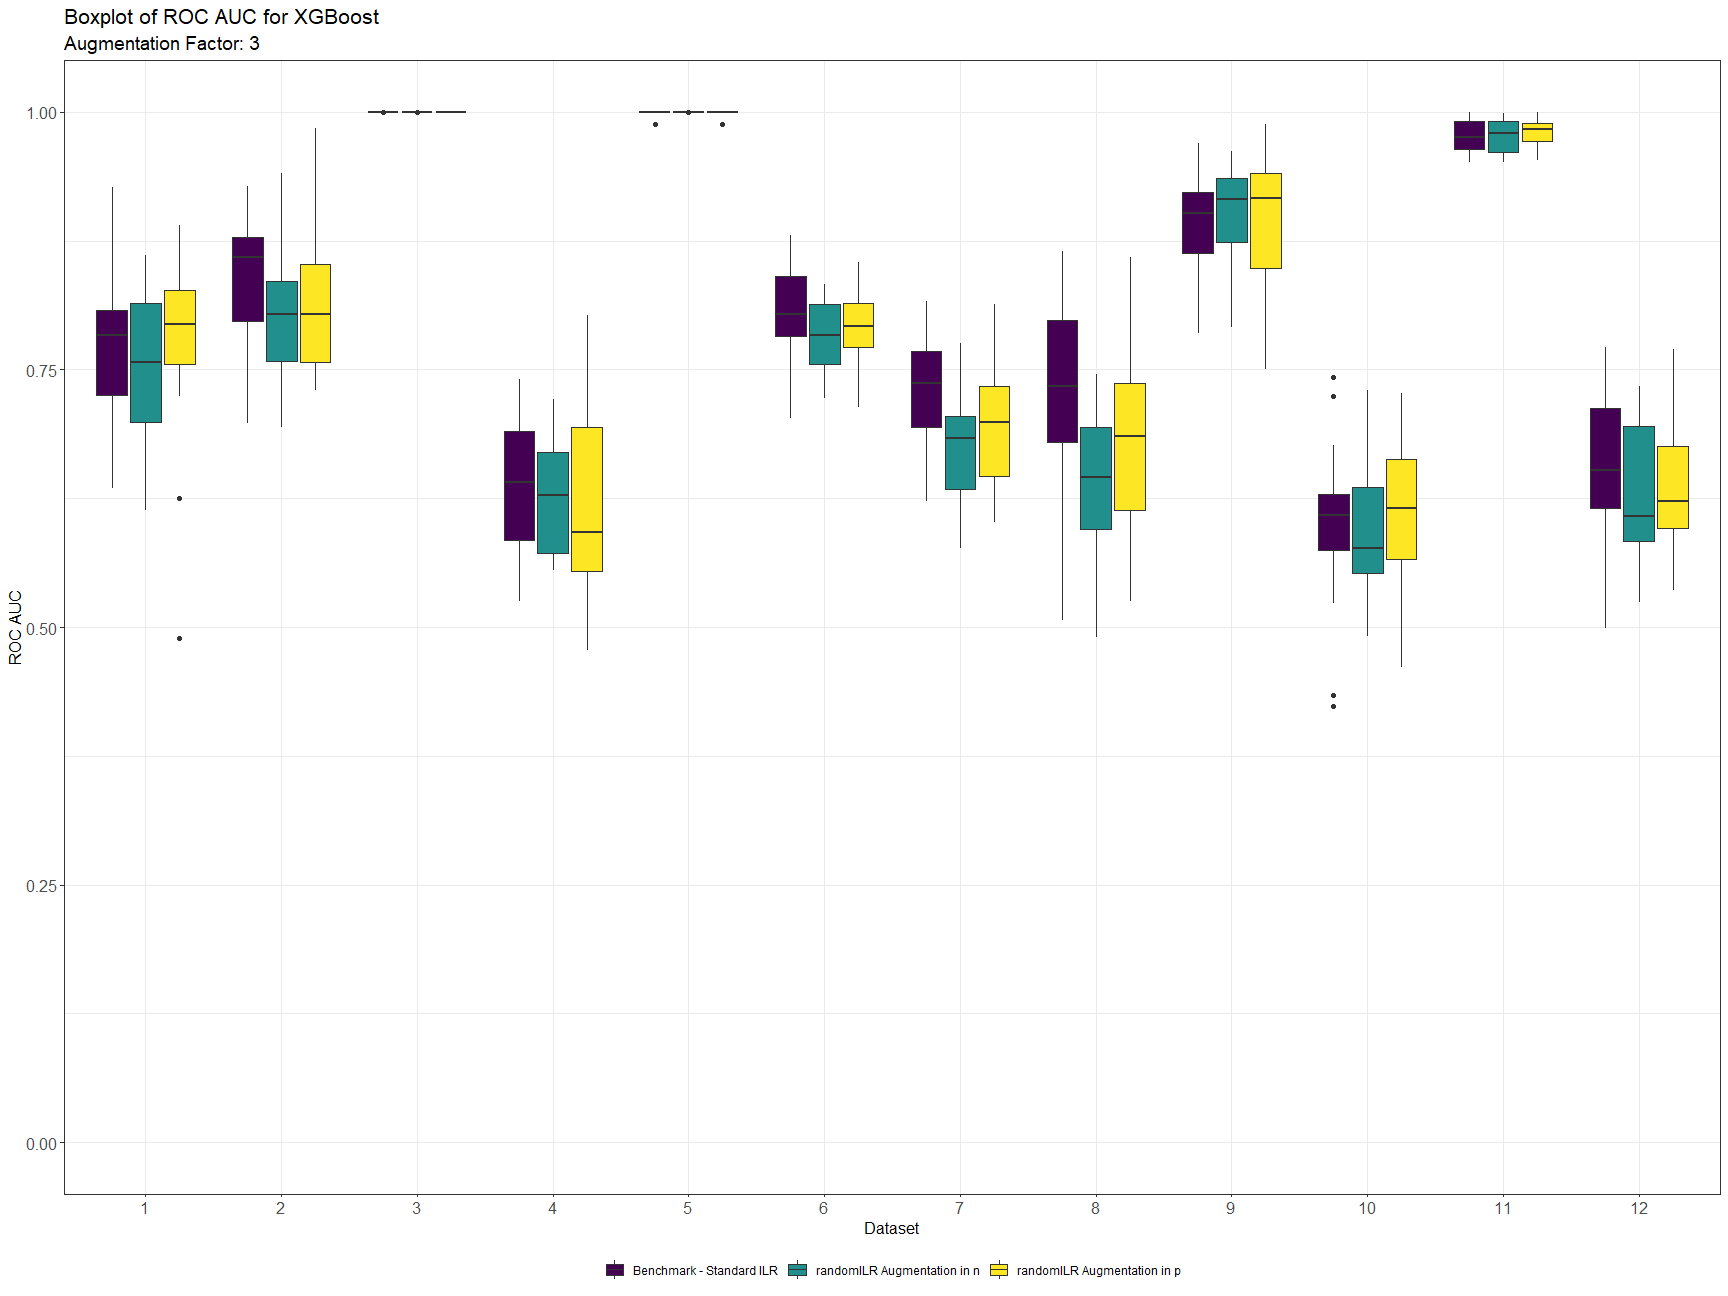 Boxplot of ROC AUC for XGBoost
Augmentation Factor: 3
1.00
0.75
0.50
0.25
0.00
ROC AUC
1 2 3 4 5 6 7 8 9 10 11 12
Dataset
Benchmark - Standard ILR randomILR Augmentation in n randomILR Augmentation in p